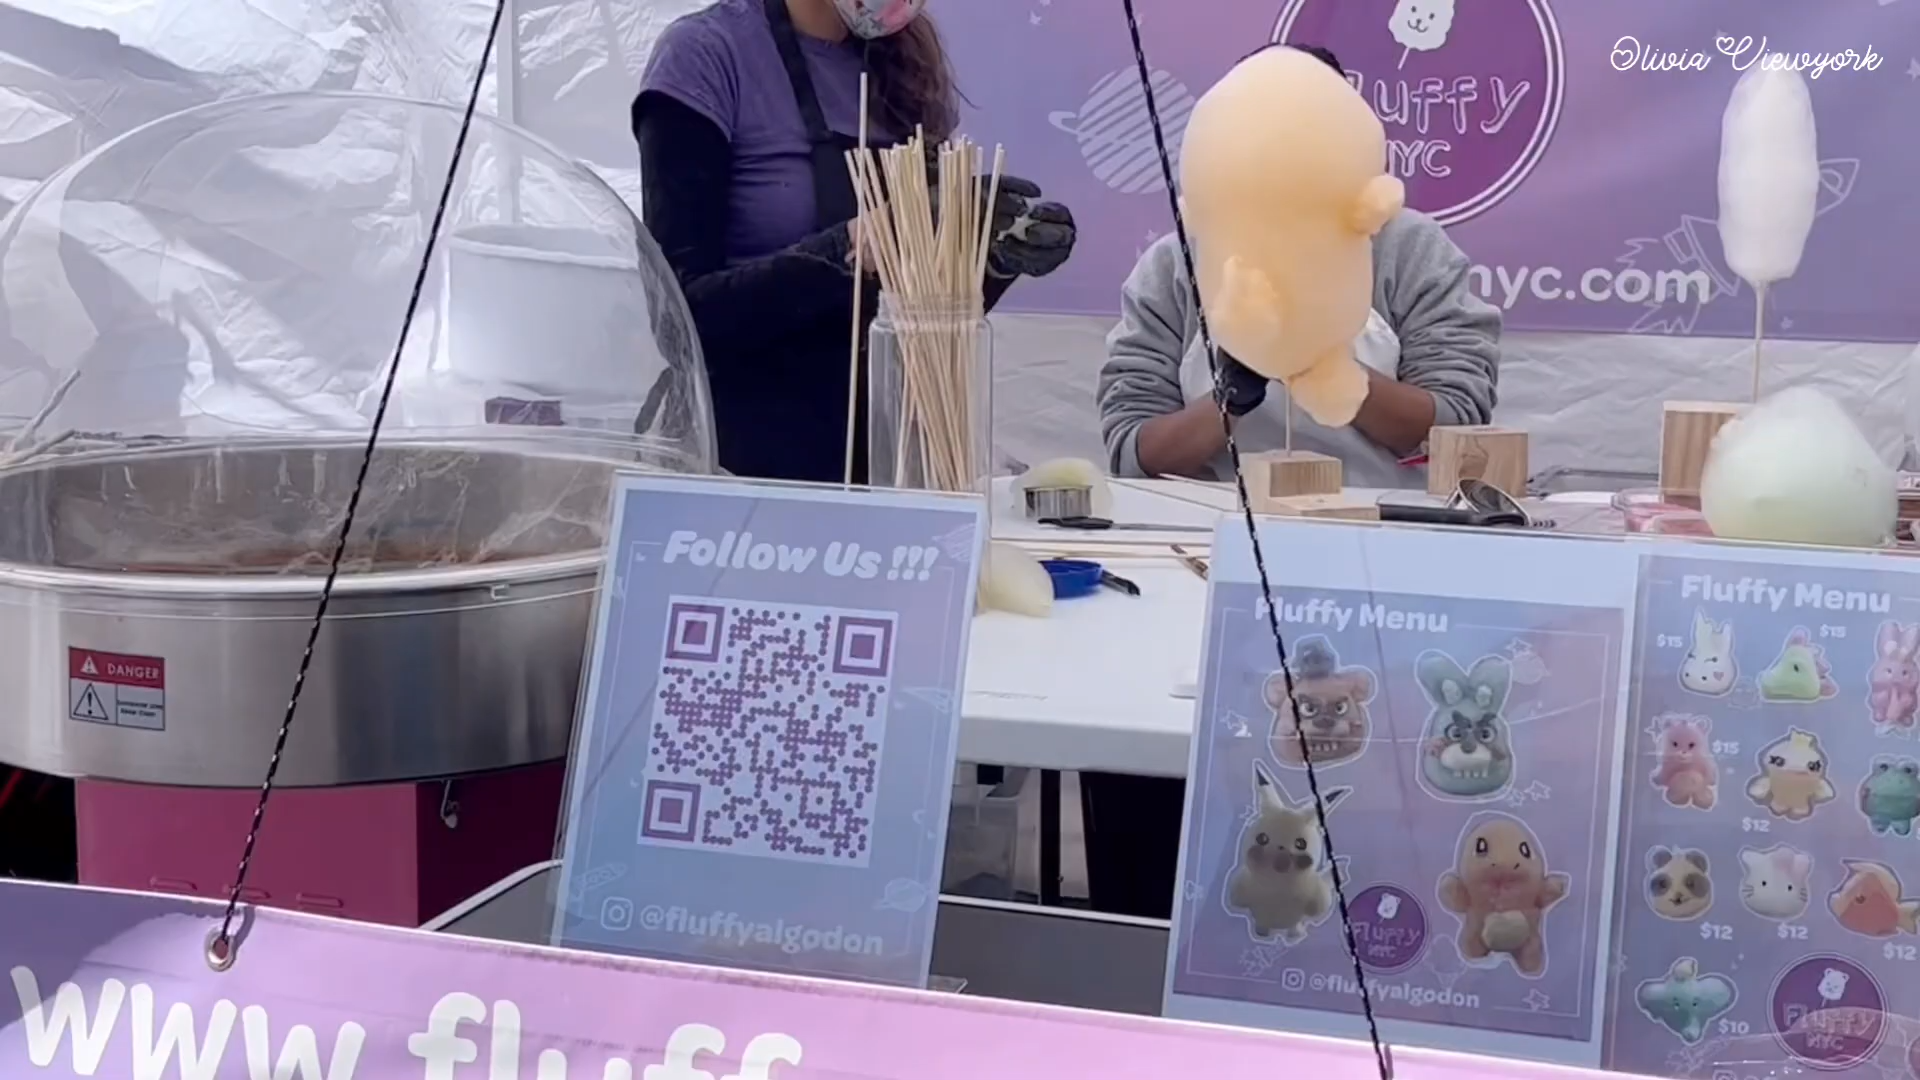 Olivia Viewyork
Fluffy
NYC
nyc.com
DANGER
Follow Us !!!
@fluffyalgodon
Fluffy Menu
Fluffy
NYC
@fluffyalgodon
Fluffy Menu
$15
$15
$15
$12
$12
$12
$12
$10
Fluffy
NYC
www.fluff